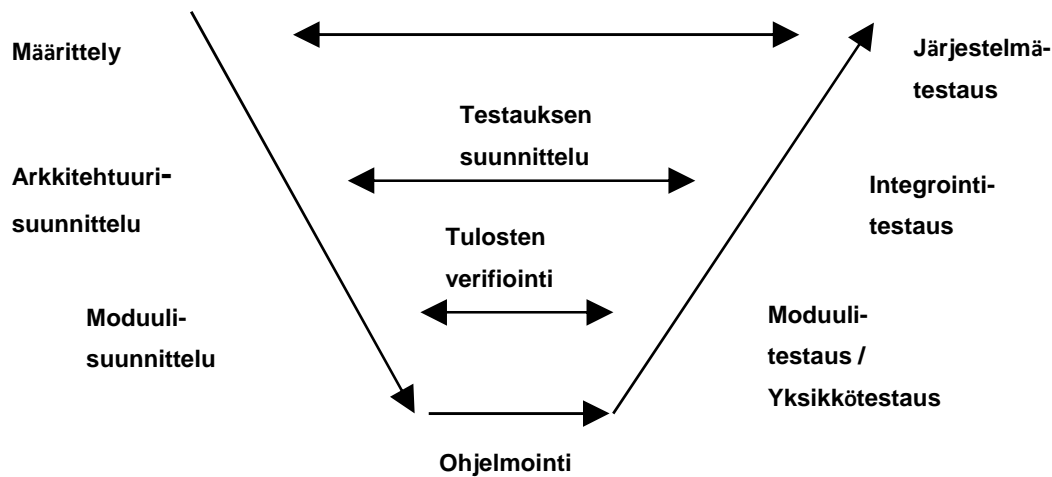 Määrittely
Järjestelmä-
testaus
Testauksen
suunnittelu
Arkkitehtuuri-
suunnittelu
Integrointi-
testaus
Tulosten
verifiointi
Moduuli-
suunnittelu
Moduuli-
testaus /
Yksikkötestaus
Ohjelmointi